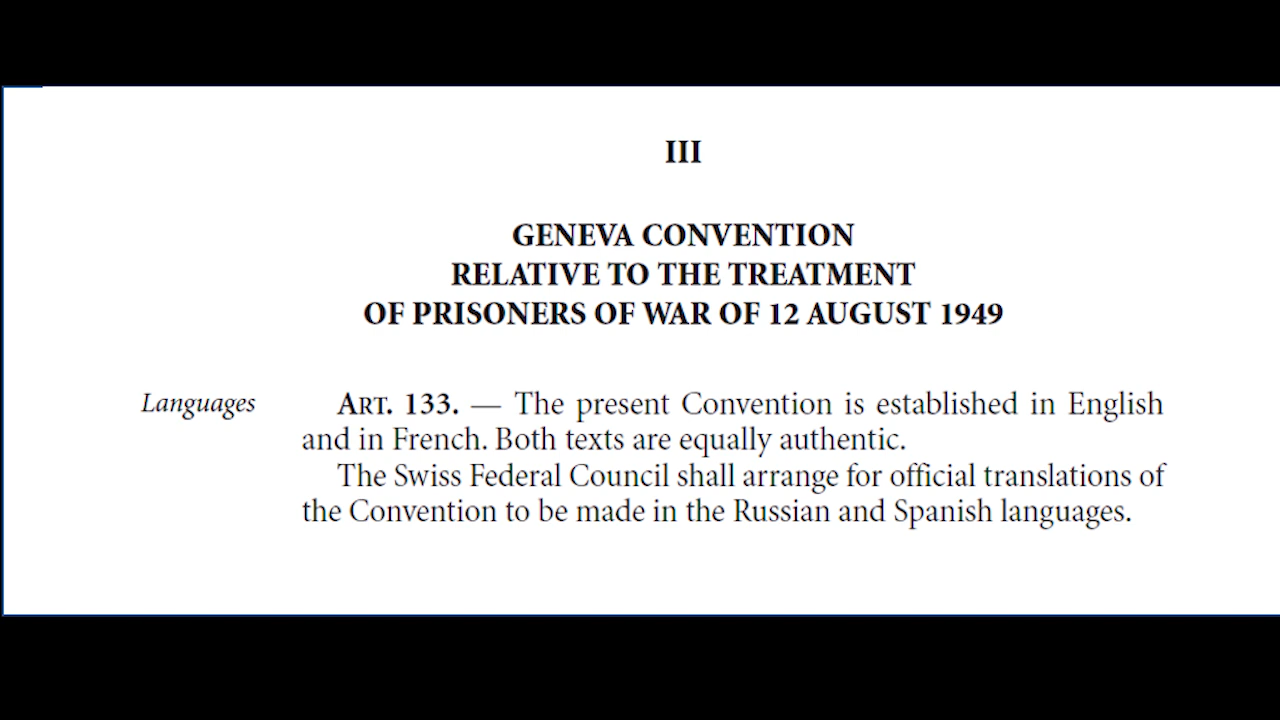 III
GENEVA CONVENTION
RELATIVE TO THE TREATMENT
OF PRISONERS OF WAR OF 12 AUGUST 1949
Languages
ART. 133. — The present Convention is established in English
and in French. Both texts are equally authentic.
The Swiss Federal Council shall arrange for official translations of
the Convention to be made in the Russian and Spanish languages.